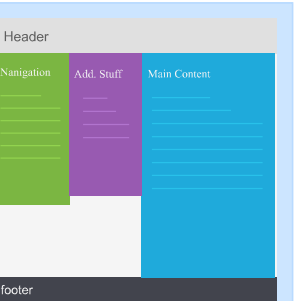 Header
Nanigation
Add. Stuff
Main Content
footer